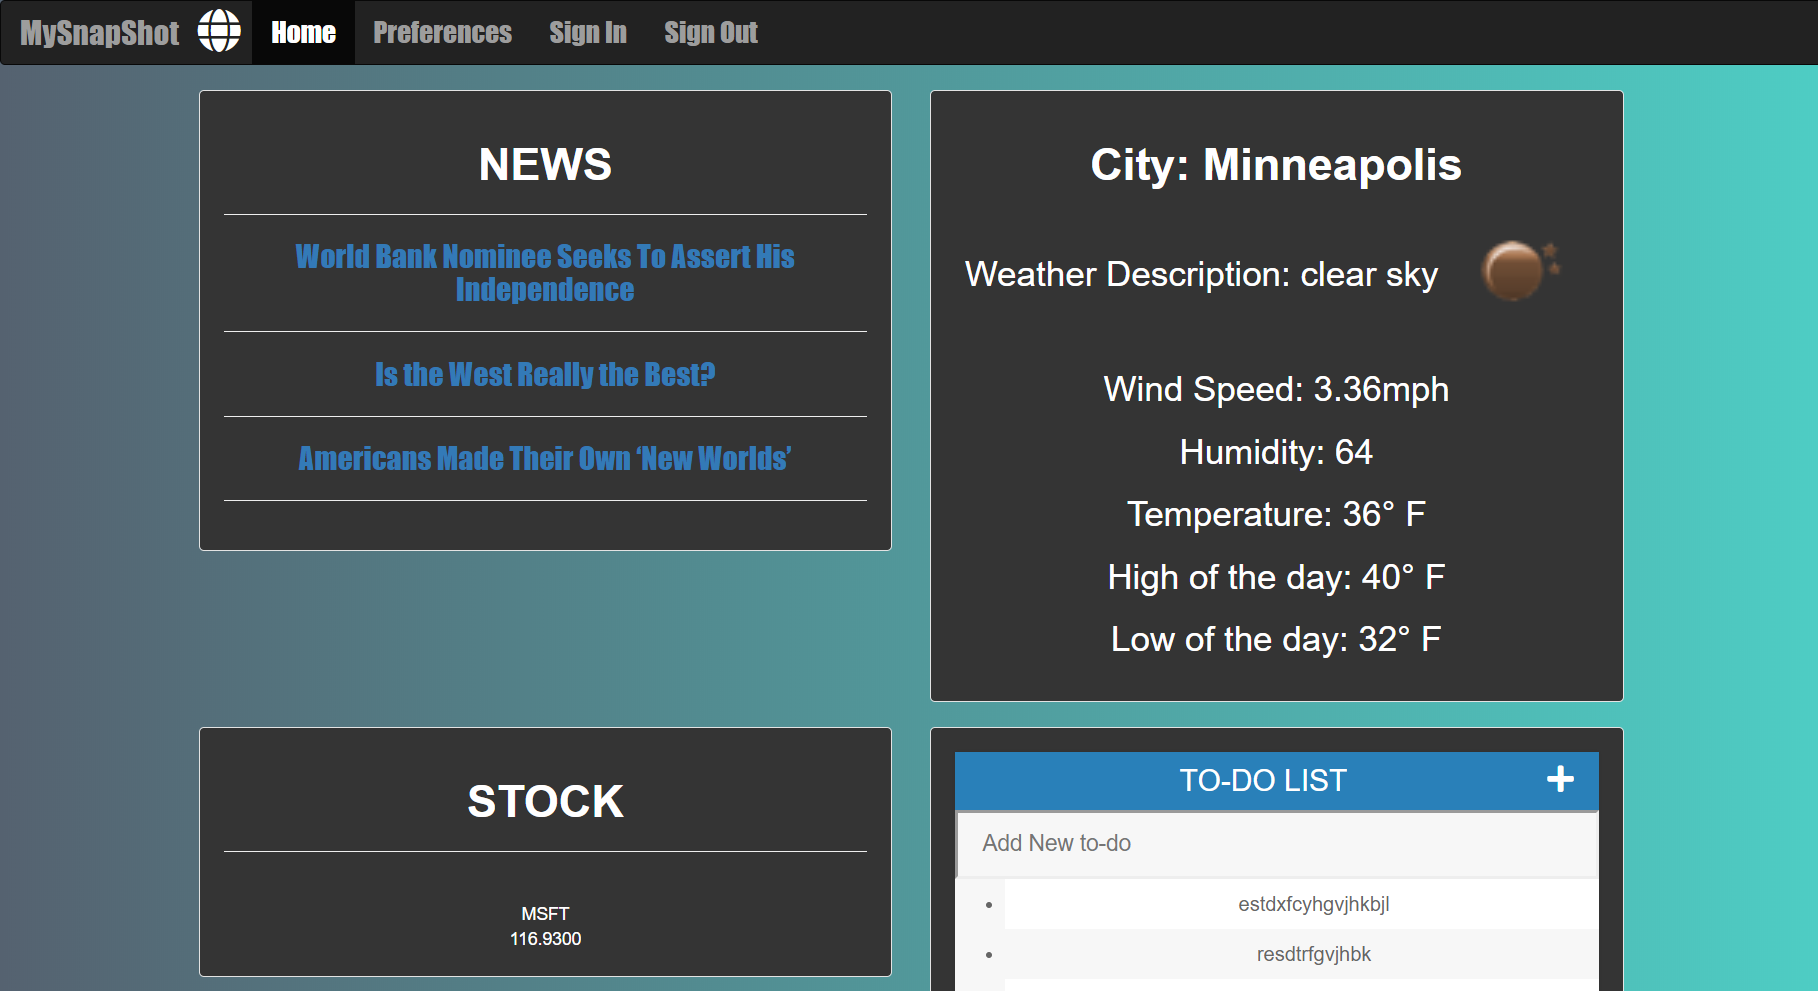 MySnapShot Home Preferences Sign In Sign Out
NEWS
World Bank Nominee Seeks To Assert His
Independence
Is the West Really the Best?
Americans Made Their Own ‘New Worlds’
City: Minneapolis
Weather Description: clear sky
Wind Speed: 3.36mph
Humidity: 64
Temperature: 36° F
High of the day: 40° F
Low of the day: 32° F
STOCK
MSFT
116.9300
TO-DO LIST
Add New to-do
estdxfcyhgvjhkbjl
resdtrfgvjhbk